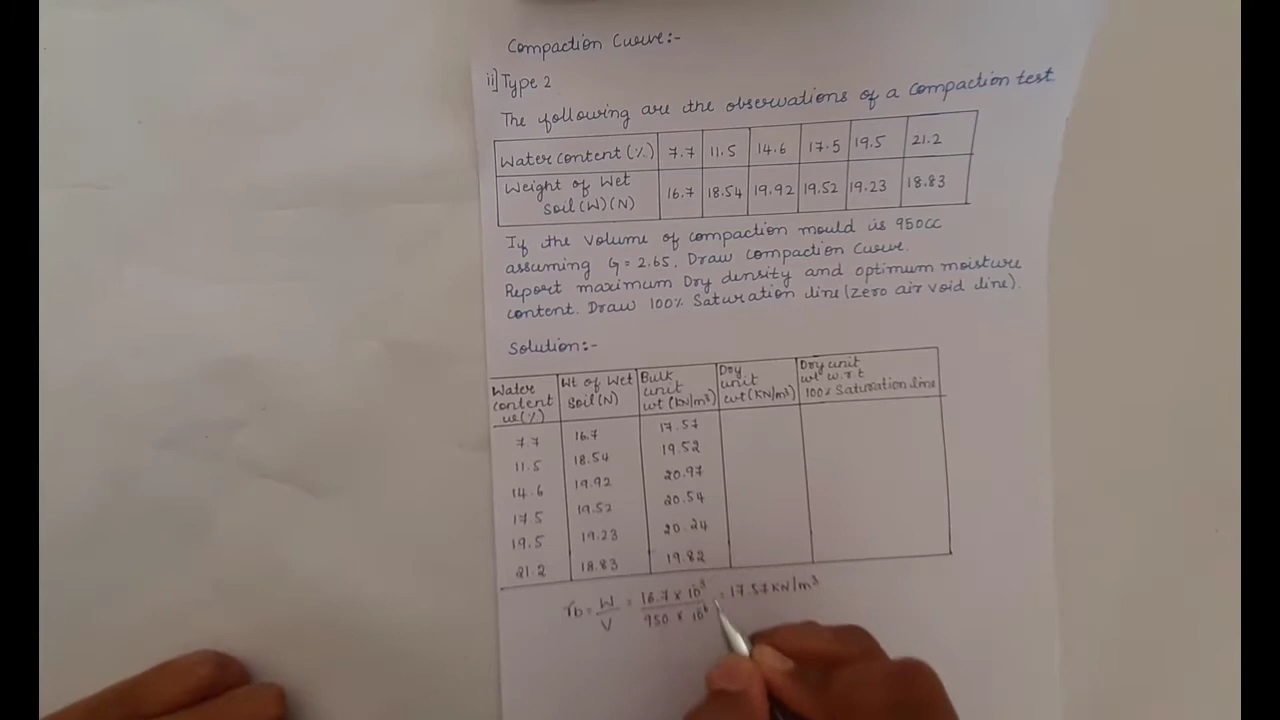 Compaction Curve:-
ii] Type 2
The following are the observations of a compaction test
Water content (%) 7.7 11.5 14.6 17.5 19.5 21.2
Weight of Wet
Soil (W) (N) 16.7 18.54 19.92 19.52 19.23 18.83
If the Volume of compaction mould is 950cc
assuming G = 2.65. Draw compaction Curve.
Report maximum Dry density and optimum moisture
content. Draw 100% Saturation line (Zero air void line).
Solution:-
Water content w(%) Wt of Wet Soil (N) Bulk unit wt (KN/m³) Dry unit wt (KN/m³) Dry unit wt w.r.t 100% Saturation line
7.7 16.7 17.57
11.5 18.54 19.52
14.6 19.92 20.97
17.5 19.52 20.54
19.5 19.23 20.24
21.2 18.83 19.82
γb = W/V = 16.7 x 10³ / 950 x 10⁶ = 17.57 KN/m³